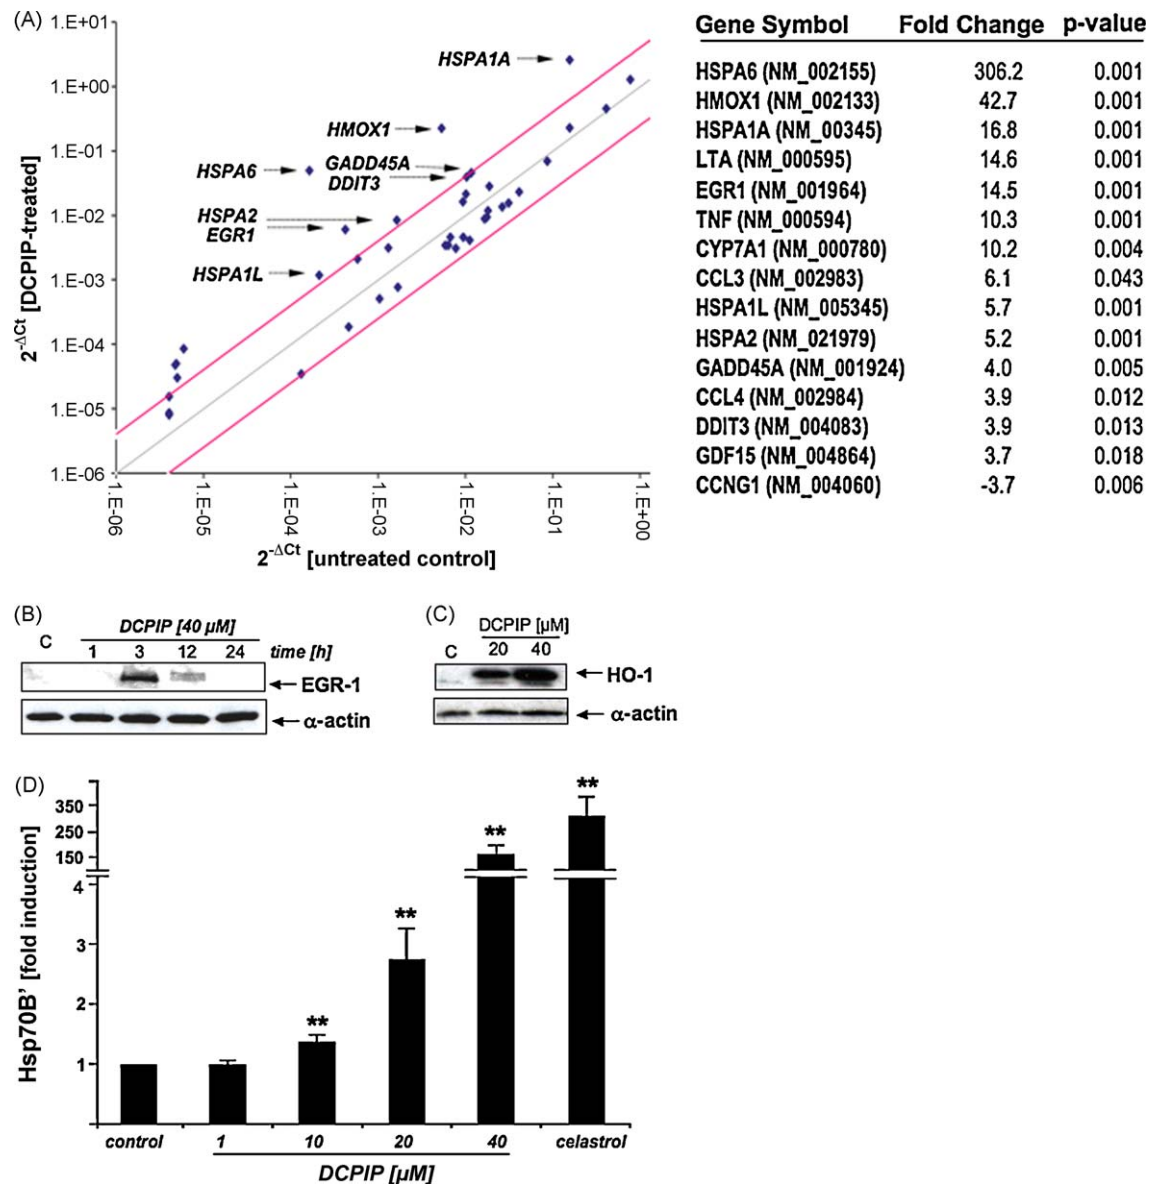 (A)
1.E+01
1.E+00
1.E-01
1.E-02
1.E-03
1.E-04
1.E-05
1.E-06
2-ΔCt [DCPIP-treated]
HSPA1A
HMOX1
HSPA6
GADD45A
DDIT3
HSPA2
EGR1
HSPA1L
1.E-06
1.E-05
1.E-04
1.E-03
1.E-02
1.E-01
1.E+00
2-ΔCt [untreated control]
Gene Symbol Fold Change p-value
HSPA6 (NM_002155) 306.2 0.001
HMOX1 (NM_002133) 42.7 0.001
HSPA1A (NM_00345) 16.8 0.001
LTA (NM_000595) 14.6 0.001
EGR1 (NM_001964) 14.5 0.001
TNF (NM_000594) 10.3 0.001
CYP7A1 (NM_000780) 10.2 0.004
CCL3 (NM_002983) 6.1 0.043
HSPA1L (NM_005345) 5.7 0.001
HSPA2 (NM_021979) 5.2 0.001
GADD45A (NM_001924) 4.0 0.005
CCL4 (NM_002984) 3.9 0.012
DDIT3 (NM_004083) 3.9 0.013
GDF15 (NM_004864) 3.7 0.018
CCNG1 (NM_004060) -3.7 0.006
(B)
DCPIP [40 µM]
C 1 3 12 24 time [h]
EGR-1
α-actin
(C)
DCPIP [µM]
C 20 40
HO-1
α-actin
(D)
Hsp70B' [fold induction]
350
250
150
4
3
2
1
**
**
**
**
control 1 10 20 40 celastrol
DCPIP [µM]